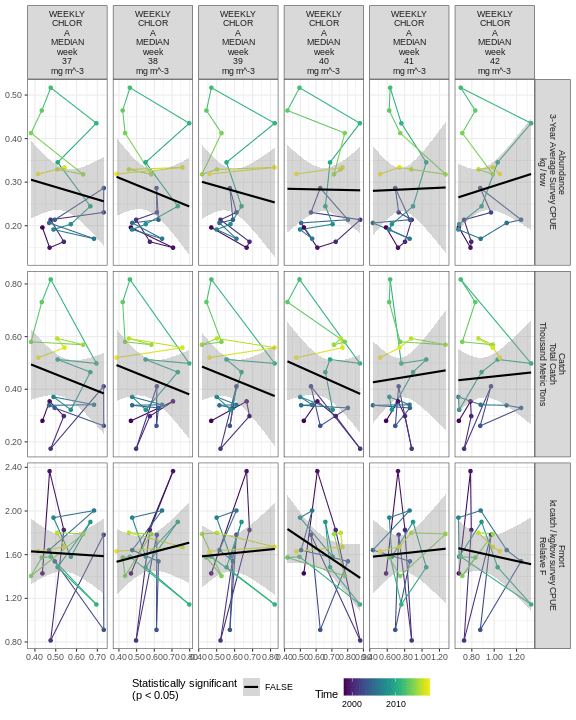 WEEKLY CHLOR A MEDIAN week 37 mg m^-3
WEEKLY CHLOR A MEDIAN week 38 mg m^-3
WEEKLY CHLOR A MEDIAN week 39 mg m^-3
WEEKLY CHLOR A MEDIAN week 40 mg m^-3
WEEKLY CHLOR A MEDIAN week 41 mg m^-3
WEEKLY CHLOR A MEDIAN week 42 mg m^-3
0.50
0.40
0.30
0.20
Abundance
3-Year Average Survey CPUE
kg / tow
0.80
0.60
0.40
0.20
Catch
Total Catch
Thousand Metric Tons
2.40
2.00
1.60
1.20
0.80
Fmort
kt catch / kg/tow survey CPUE
Relative F
0.40 0.50 0.60 0.70
0.40 0.50 0.60 0.70
0.40 0.50 0.60 0.70 0.80
0.40 0.50 0.60 0.70
0.60 0.80 1.00 1.20
0.80 1.00 1.20
Statistically significant
(p < 0.05)
FALSE
Time
2000 2010